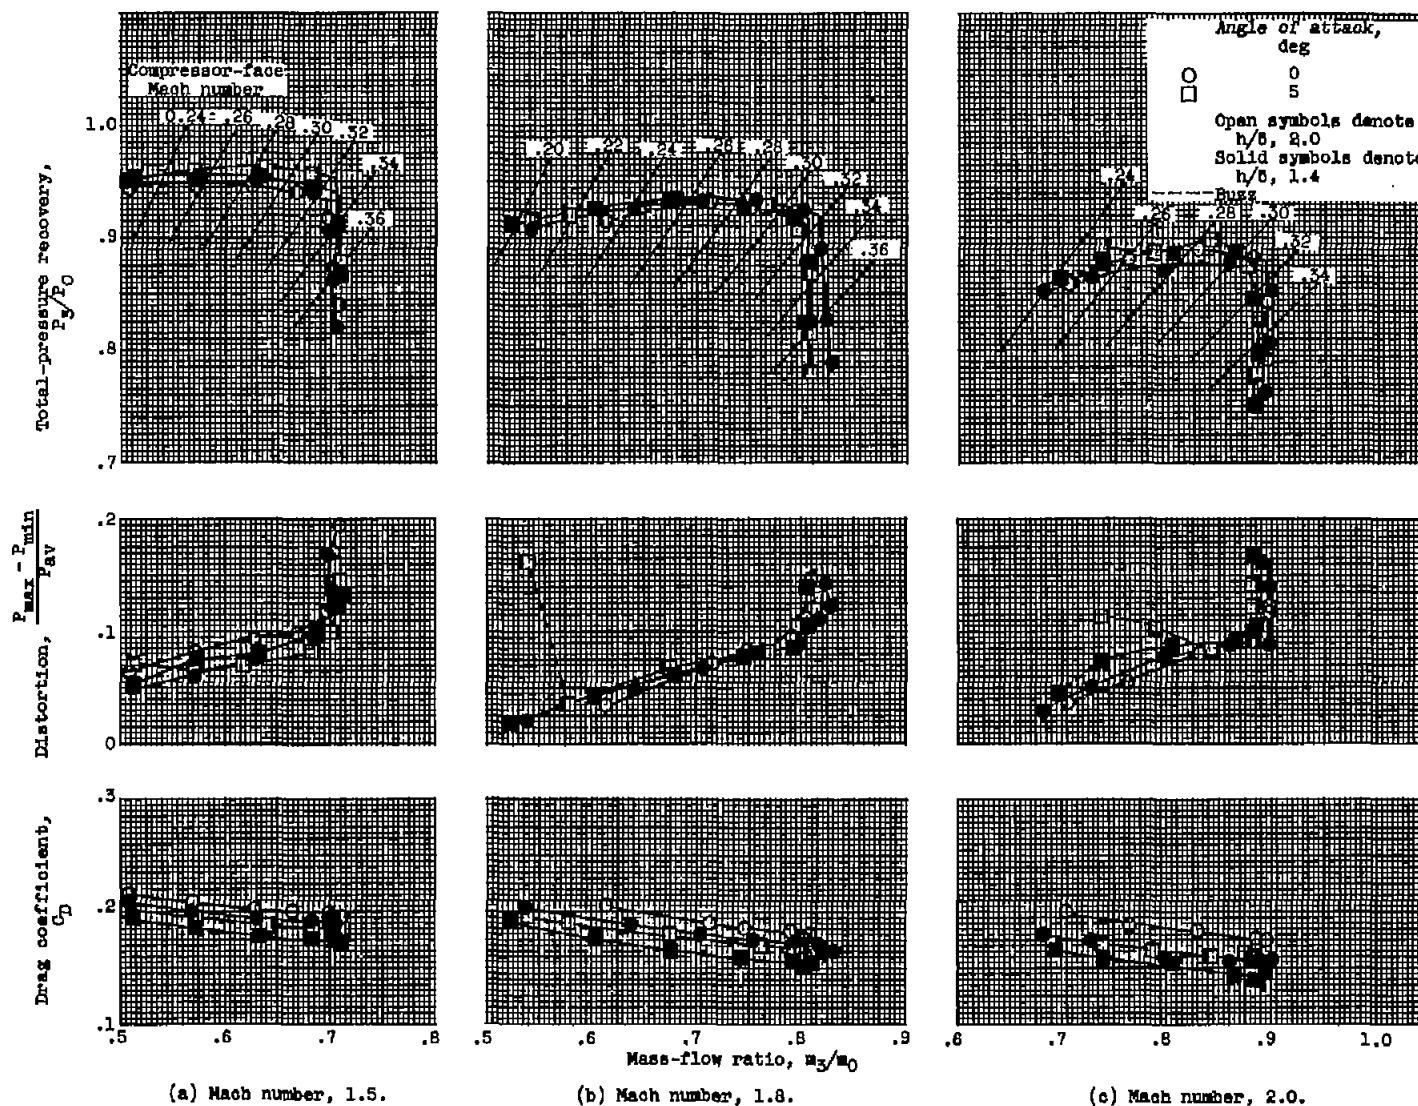 Angle of attack,
deg
0
5
Open symbols denote
h/δ, 2.0
Solid symbols denote
h/δ, 1.4
Buzz
Compressor-face
Mach number
0.24 .26 .28 .30 .32
.34
.36
.20 .22 .24 .26 .28
.30
.32
.34
.36
.24
.26 .28 .30
.32
.34
Total-pressure recovery,
P3/P0
1.0
.9
.8
.7
Distortion, Pmax - Pmin
Pav
.2
.1
0
Drag coefficient,
CD
.3
.2
.1
.5 .6 .7 .8
.5 .6 .7 .8 .9
.6 .7 .8 .9 1.0
Mass-flow ratio, m3/m0
(a) Mach number, 1.5.
(b) Mach number, 1.8.
(c) Mach number, 2.0.